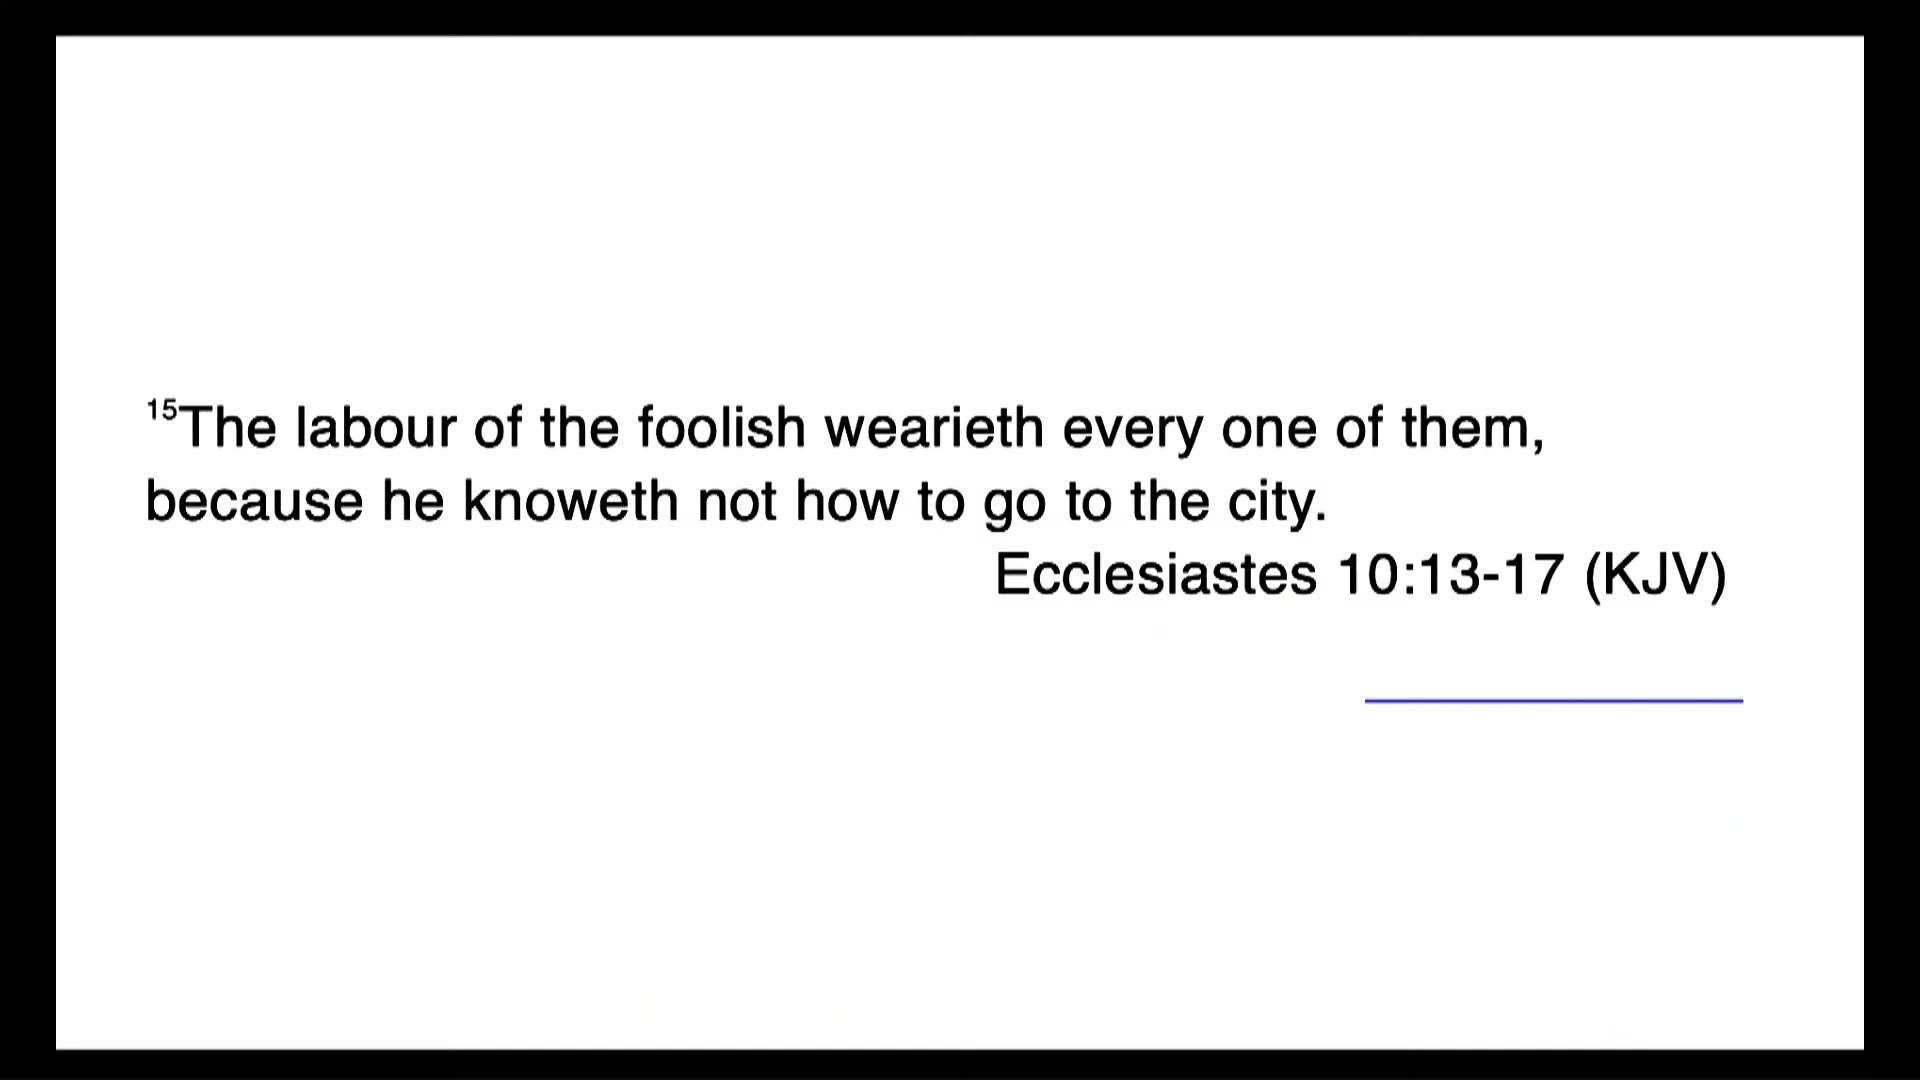 15The labour of the foolish wearieth every one of them,
because he knoweth not how to go to the city.
Ecclesiastes 10:13-17 (KJV)